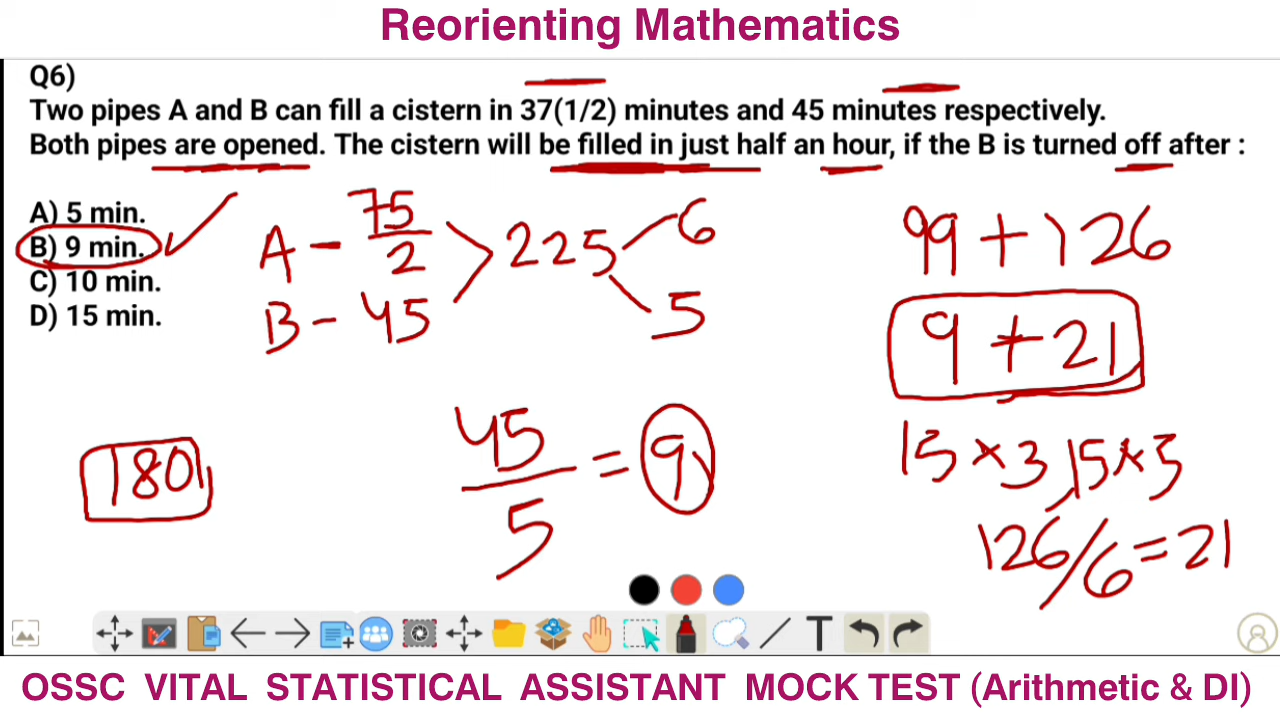 Reorienting Mathematics
Q6)
Two pipes A and B can fill a cistern in 37(1/2) minutes and 45 minutes respectively.
Both pipes are opened. The cistern will be filled in just half an hour, if the B is turned off after :
A) 5 min.
B) 9 min.
C) 10 min.
D) 15 min.
A - 75/2
B - 45
225
6
5
99 + 126
9 + 21
180
45/5 = 9
15 × 3, 15 × 3
126/6 = 21
T
OSSC VITAL STATISTICAL ASSISTANT MOCK TEST (Arithmetic & DI)